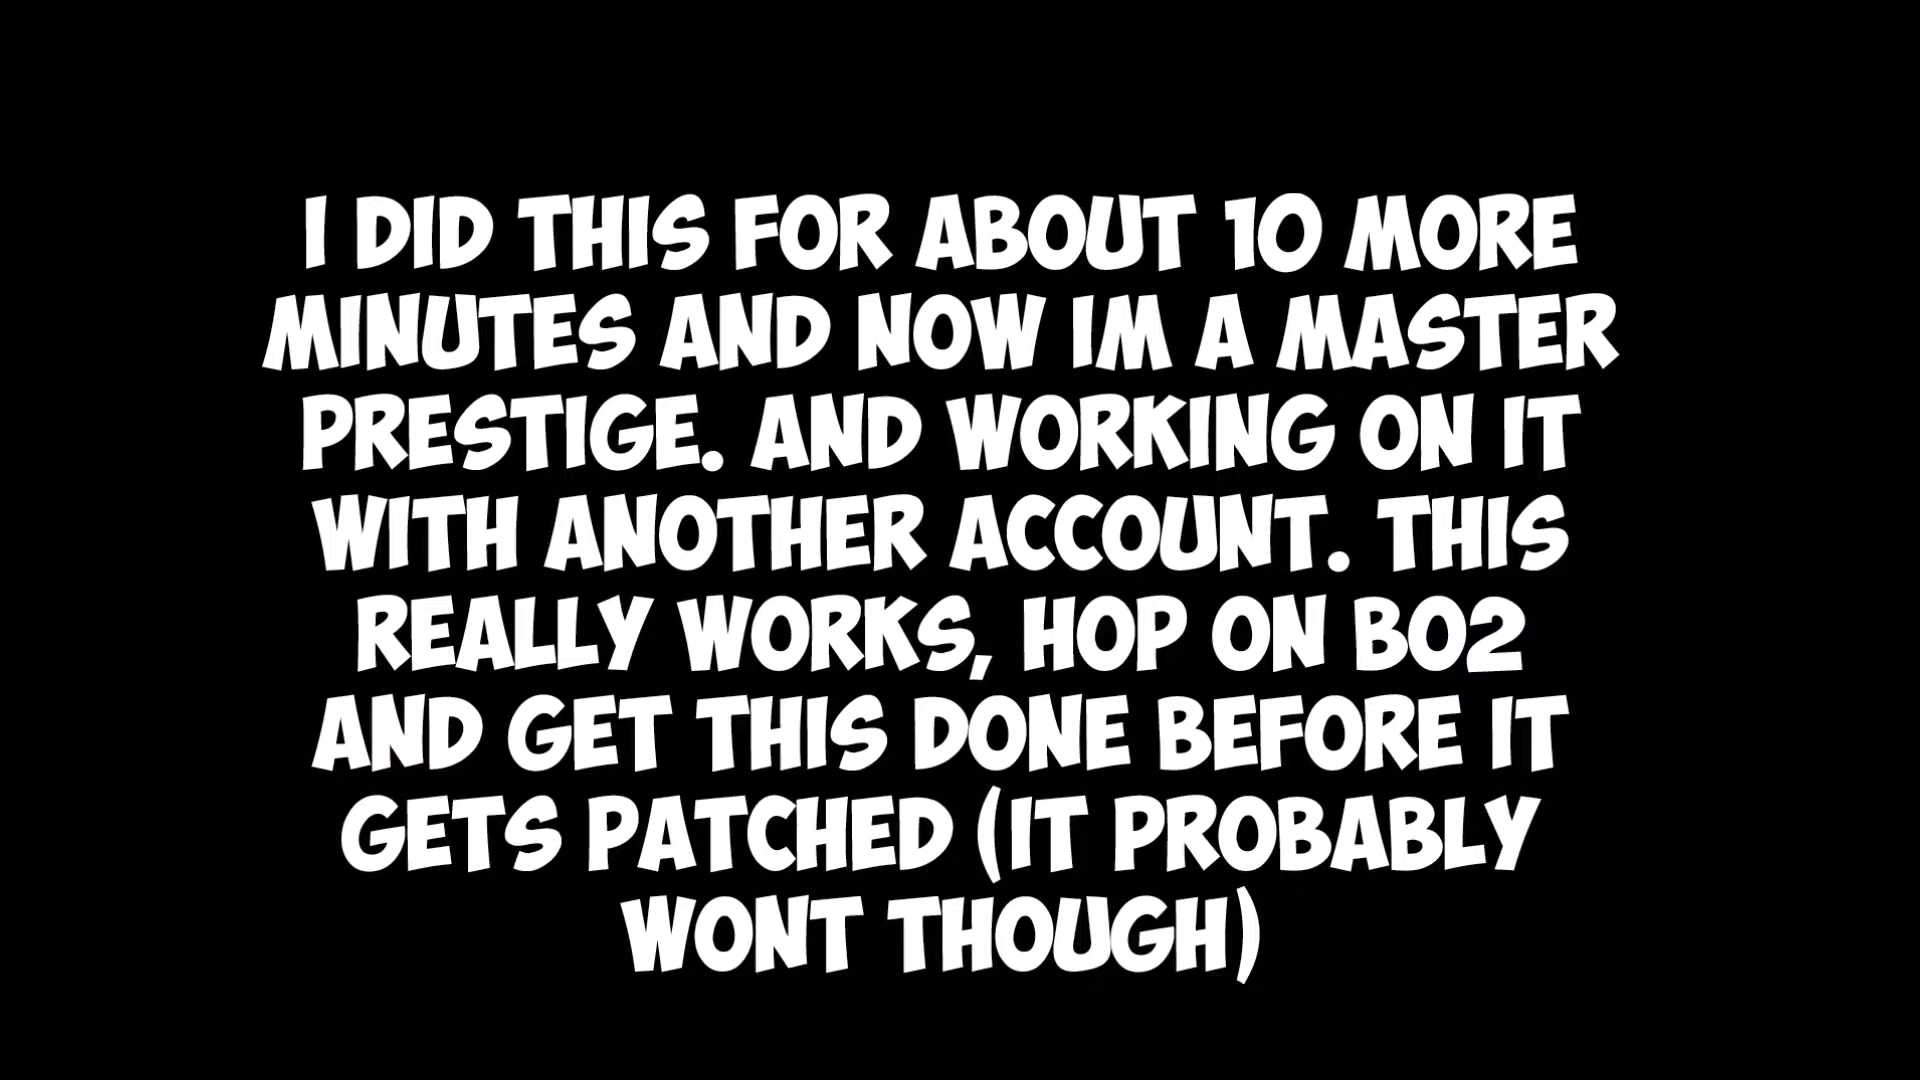 I DID THIS FOR ABOUT 10 MORE
MINUTES AND NOW IM A MASTER
PRESTIGE. AND WORKING ON IT
WITH ANOTHER ACCOUNT. THIS
REALLY WORKS, HOP ON BO2
AND GET THIS DONE BEFORE IT
GETS PATCHED (IT PROBABLY
WONT THOUGH)